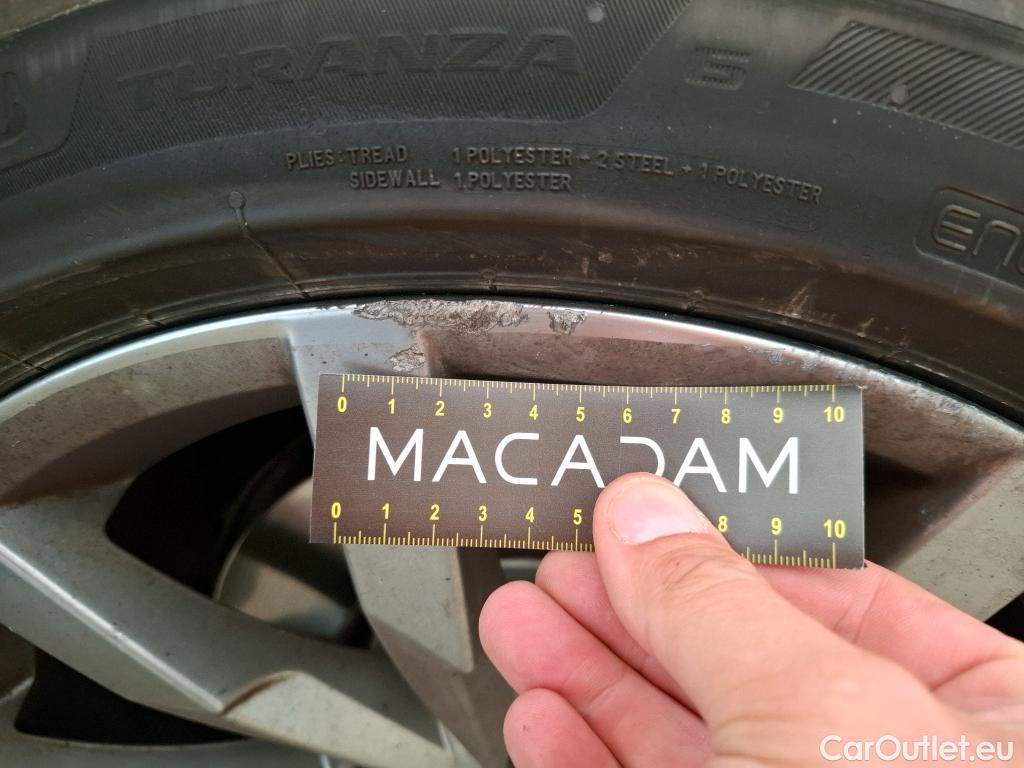 TURANZA 6
PLIES: TREAD 1 POLYESTER + 2 STEEL + 1 POLYESTER
SIDEWALL 1 POLYESTER
0 1 2 3 4 5 6 7 8 9 10
MACADAM
0 1 2 3 4 5 8 9 10
CarOutlet.eu